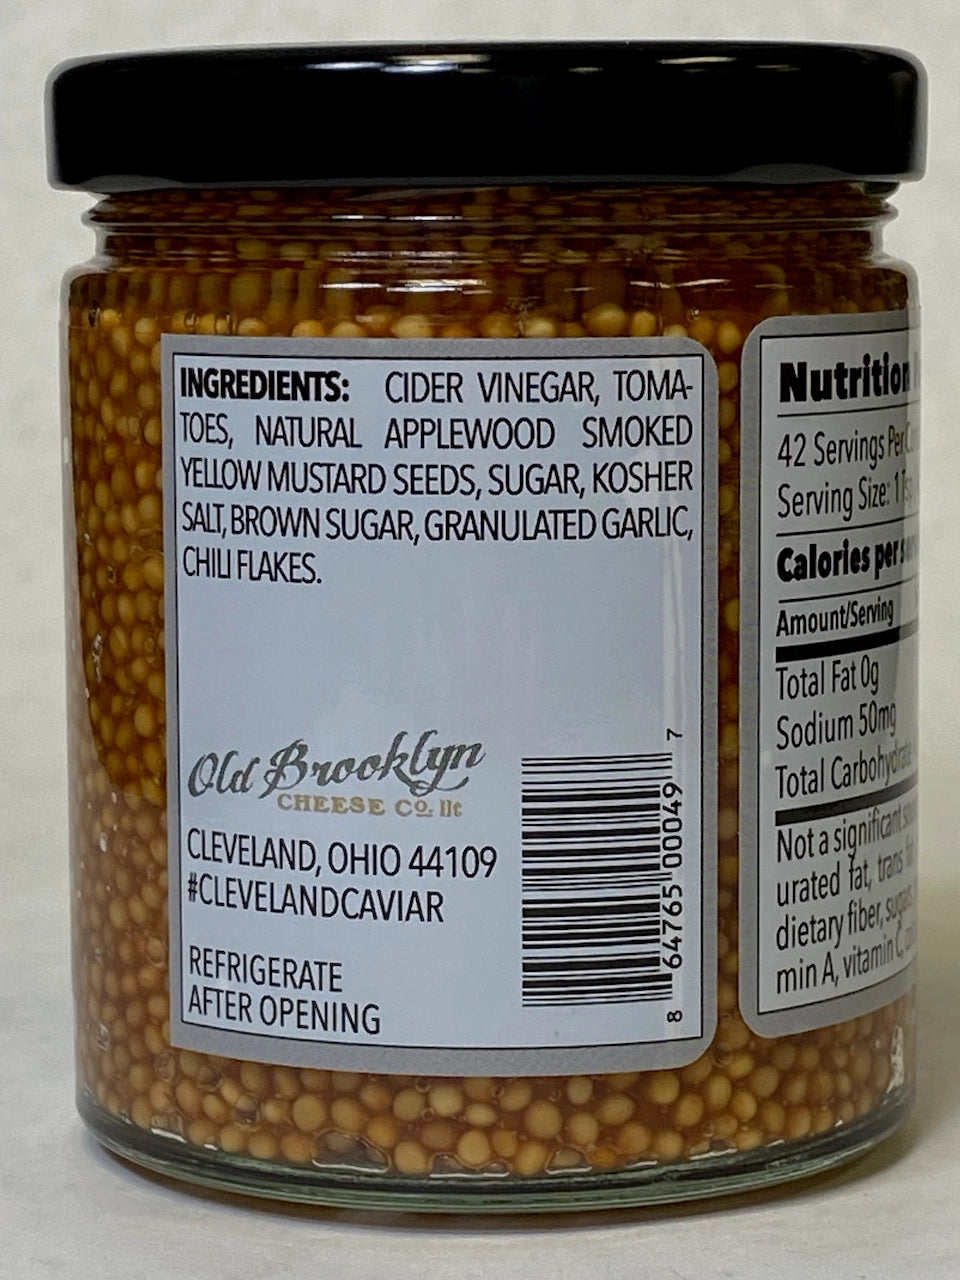 INGREDIENTS: CIDER VINEGAR, TOMA-
TOES, NATURAL APPLEWOOD SMOKED
YELLOW MUSTARD SEEDS, SUGAR, KOSHER
SALT, BROWN SUGAR, GRANULATED GARLIC,
CHILI FLAKES.
Old Brooklyn
CHEESE CO. llc
CLEVELAND, OHIO 44109
#CLEVELANDCAVIAR
REFRIGERATE
AFTER OPENING
8 64765 00049 7
Nutrition
42 Servings Per
Serving Size: 1
Calories per
Amount/Serving
Total Fat 0g
Sodium 50mg
Total Carbohydrate
Not a significant
urated fat, trans
dietary fiber, sugars,
min A, vitamin C,